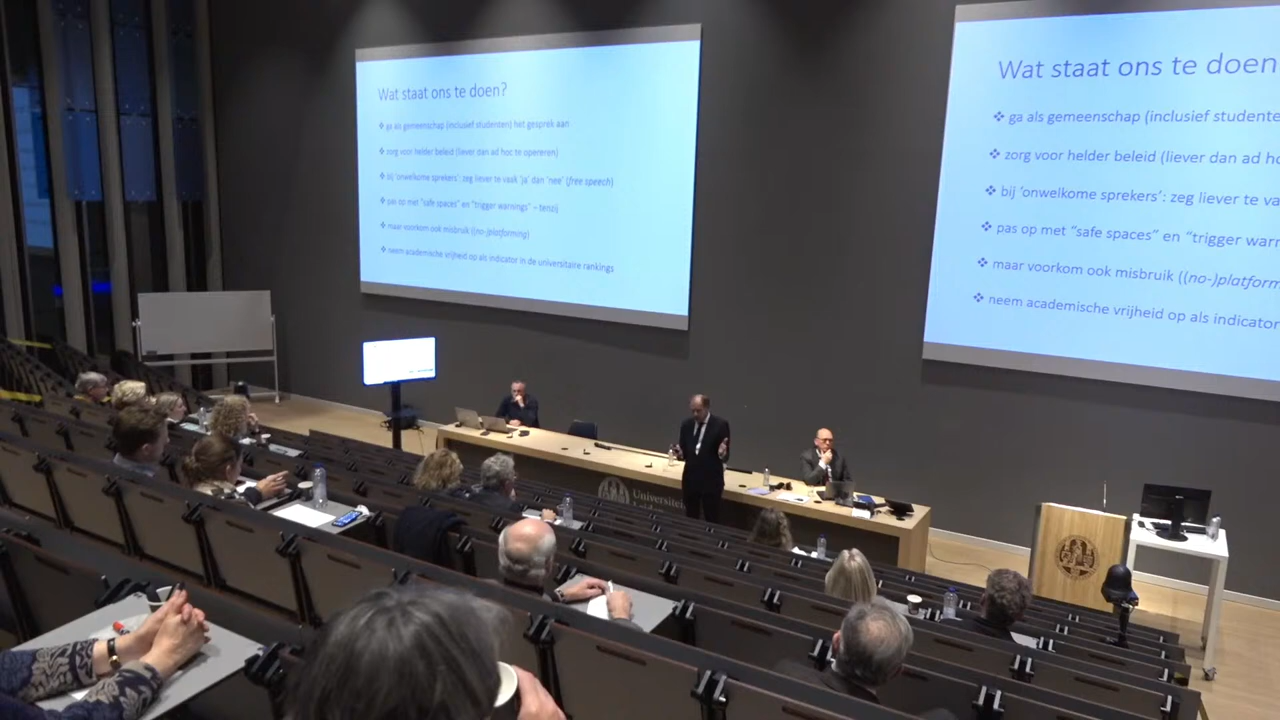 Wat staat ons te doen?
❖ ga als gemeenschap (inclusief studenten) het gesprek aan
❖ zorg voor helder beleid (liever dan ad hoc te opereren)
❖ bij 'onwelkome sprekers': zeg liever te vaak 'ja' dan 'nee' (free speech)
❖ pas op met "safe spaces" en "trigger warnings" – tenzij
❖ maar voorkom ook misbruik ((no-)platforming)
❖ neem academische vrijheid op als indicator in de universitaire rankings
Wat staat ons te doen
❖ ga als gemeenschap (inclusief studente
❖ zorg voor helder beleid (liever dan ad ho
❖ bij 'onwelkome sprekers': zeg liever te va
❖ pas op met "safe spaces" en "trigger warn
❖ maar voorkom ook misbruik ((no-)platform
❖ neem academische vrijheid op als indicator
Universitei